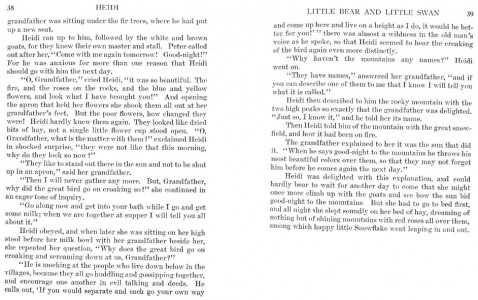 38 HEIDI
grandfather was sitting under the fir trees, where he had put
up a new seat.
Heidi ran up to him, followed by the white and brown
goats, for they knew their own master and stall. Peter called
out after her, "Come with me again tomorrow! Good-night!"
For he was anxious for more than one reason that Heidi
should go with him the next day.
"O, Grandfather," cried Heidi, "it was so beautiful. The
fire, and the roses on the rocks, and the blue and yellow
flowers, and look what I have brought you!" And opening
the apron that held her flowers she shook them all out at her
grandfather's feet. But the poor flowers, how changed they
were! Heidi hardly knew them again. They looked like dried
bits of hay, not a single little flower cup stood open. "O,
Grandfather, what is the matter with them?" exclaimed Heidi
in shocked surprise, "they were not like that this morning,
why do they look so now?"
"They like to stand out there in the sun and not to be shut
up in an apron," said her grandfather.
"Then I will never gather any more. But, Grandfather,
why did the great bird go on croaking so?" she continued in
an eager tone of inquiry.
"Go along now and get into your bath while I go and get
some milk; when we are together at supper I will tell you all
about it."
Heidi obeyed, and when later she was sitting on her high
stool before her milk bowl with her grandfather beside her,
she repeated her question, "Why does the great bird go on
croaking and screaming down at us, Grandfather?"
"He is mocking at the people who live down below in the
villages, because they all go huddling and gossipping together,
and encourage one another in evil talking and deeds. He
calls out, 'If you would separate and each go your own way
LITTLE BEAR AND LITTLE SWAN 39
and come up here and live on a height as I do, it would be bet-
ter for you!'" there was almost a wildness in the old man's
voice as he spoke, so that Heidi seemed to hear the croaking
of the bird again even more distinctly.
"Why haven't the mountains any names?" Heidi
went on.
"They have names," answered her grandfather, "and if
you can describe one of them to me that I know I will tell you
what it is called."
Heidi then described to him the rocky mountain with the
two high peaks so exactly that the grandfather was delighted.
"Just so, I know it," and he told her its name.
Then Heidi told him of the mountain with the great snow-
field, and how it had been on fire.
The grandfather explained to her it was the sun that did
it. "When he says good-night to the mountains he throws his
most beautiful colors over them, so that they may not forget
him before he comes again the next day."
Heidi was delighted with this explanation, and could
hardly bear to wait for another day to come that she might
once more climb up with the goats and see how the sun bid
good-night to the mountains. But she had to go to bed first,
and all night she slept soundly on her bed of hay, dreaming of
nothing but of shining mountains with red roses all over them,
among which happy little Snowflake went leaping in and out.